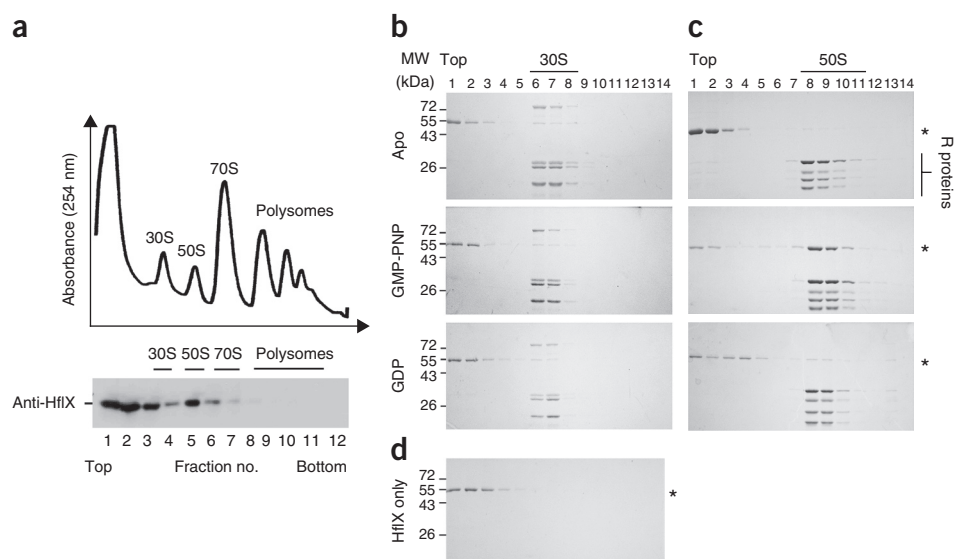 a
Absorbance (254 nm)
30S
50S
70S
Polysomes
30S 50S 70S Polysomes
Anti-HflX
1 2 3 4 5 6 7 8 9 10 11 12
Top Fraction no. Bottom
b
MW Top 30S
(kDa) 1 2 3 4 5 6 7 8 9 10 11 12 13 14
Apo
72
55
43
26
GMP-PNP
72
55
43
26
GDP
72
55
43
26
c
Top 50S
1 2 3 4 5 6 7 8 9 10 11 12 13 14
*
R proteins
*
*
d
HflX only
72
55
43
26
*